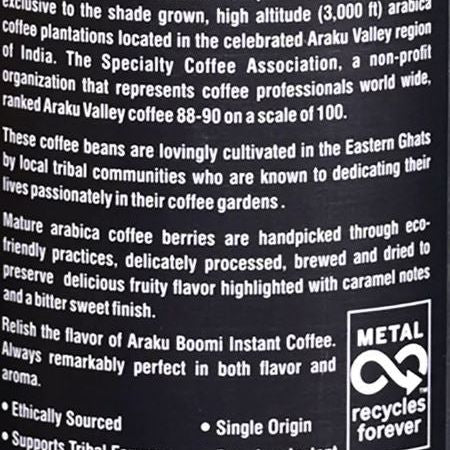 exclusive to the shade grown, high altitude (3,000 ft) arabica
coffee plantations located in the celebrated Araku Valley region
of India. The Specialty Coffee Association, a non-profit
organization that represents coffee professionals world wide,
ranked Araku Valley coffee 88-90 on a scale of 100.
These coffee beans are lovingly cultivated in the Eastern Ghats
by local tribal communities who are known to dedicating their
lives passionately in their coffee gardens .
Mature arabica coffee berries are handpicked through eco-
friendly practices, delicately processed, brewed and dried to
preserve delicious fruity flavor highlighted with caramel notes
and a bitter sweet finish.
Relish the flavor of Araku Boomi Instant Coffee.
Always remarkably perfect in both flavor and
aroma.
METAL
recycles
forever
TM
• Ethically Sourced
• Single Origin
• Supports Tribal